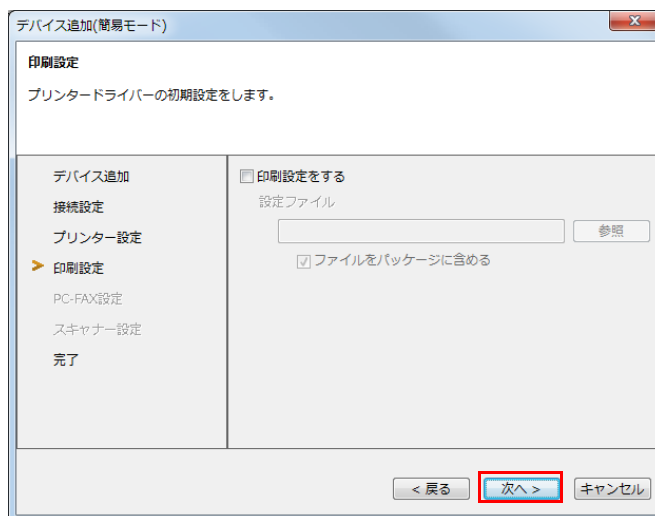 デバイス追加(簡易モード)
印刷設定
プリンタードライバーの初期設定をします。
デバイス追加
接続設定
プリンター設定
印刷設定
PC-FAX設定
スキャナー設定
完了
印刷設定をする
設定ファイル
参照
ファイルをパッケージに含める
< 戻る
次へ >
キャンセル